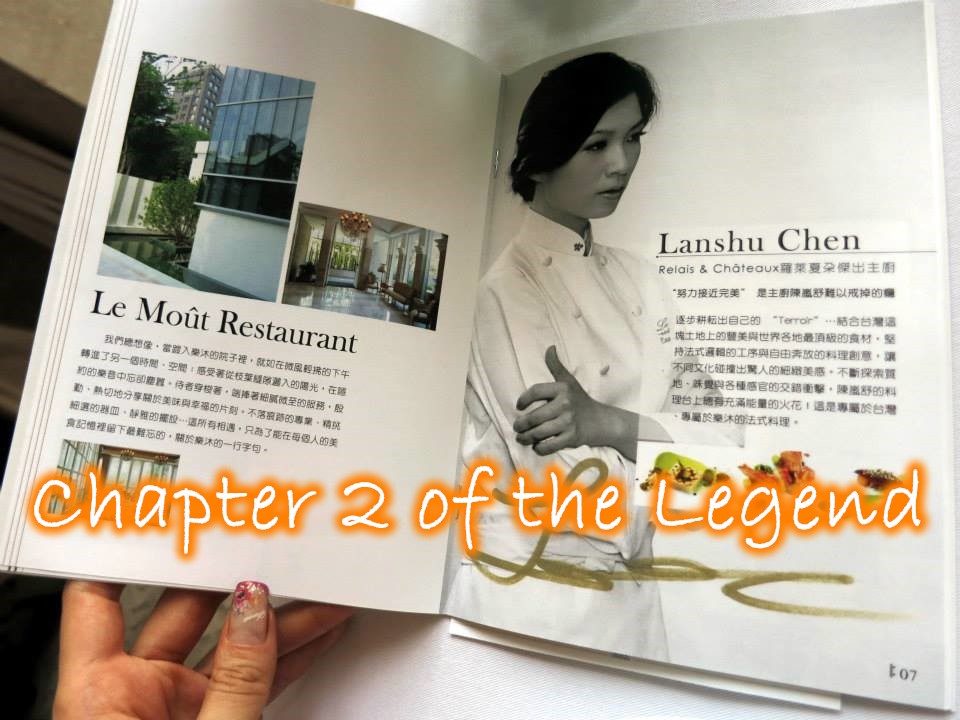 Le Moût Restaurant
我們總想像，當踏入樂沐的院子裡，就如在微風輕拂的下午
轉進了另一個時間、空間；感受著從枝葉縫隙灑入的陽光，在隱
約的樂音中忘卻塵囂。侍者穿梭著，端捧著細膩微至的服務，殷
勤、熱切地分享關於美味與幸福的片刻，不落痕跡的專業、精挑
細選的器皿、靜雅的擺設…這所有相遇，只為了能在每個人的美
食記憶裡留下最難忘的，關於樂沐的一行字句。
Lanshu Chen
Relais & Châteaux羅萊夏朵傑出主廚
“努力接近完美” 是主廚陳嵐舒難以戒掉的癮
逐步耕耘出自己的 “Terroir”…結合台灣這
塊土地上的豐美與世界各地最頂級的食材，堅
持法式邏輯的工序與自由奔放的料理創意，讓
不同文化碰撞出驚人的細緻美感。不斷探索質
地、味覺與各種感官的交錯衝擊，陳嵐舒的料
理台上總有充滿能量的火花！這是專屬於台灣
、專屬於樂沐的法式料理。
Chapter 2 of the Legend
07